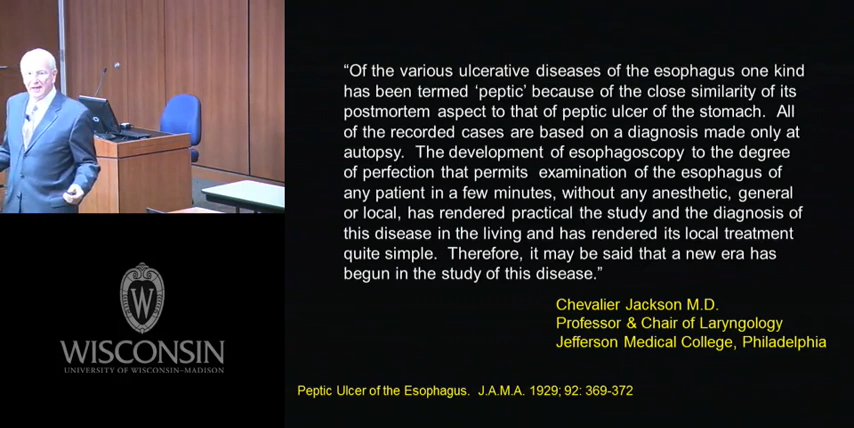 “Of the various ulcerative diseases of the esophagus one kind
has been termed ‘peptic’ because of the close similarity of its
postmortem aspect to that of peptic ulcer of the stomach.  All
of the recorded cases are based on a diagnosis made only at
autopsy.  The development of esophagoscopy to the degree
of perfection that permits  examination of the esophagus of
any patient in a few minutes, without any anesthetic, general
or local, has rendered practical the study and the diagnosis of
this disease in the living and has rendered its local treatment
quite simple.  Therefore, it may be said that a new era has
begun in the study of this disease.”
Chevalier Jackson M.D.
Professor & Chair of Laryngology
Jefferson Medical College, Philadelphia
Peptic Ulcer of the Esophagus.  J.A.M.A. 1929; 92: 369-372
W
WISCONSIN
UNIVERSITY OF WISCONSIN–MADISON